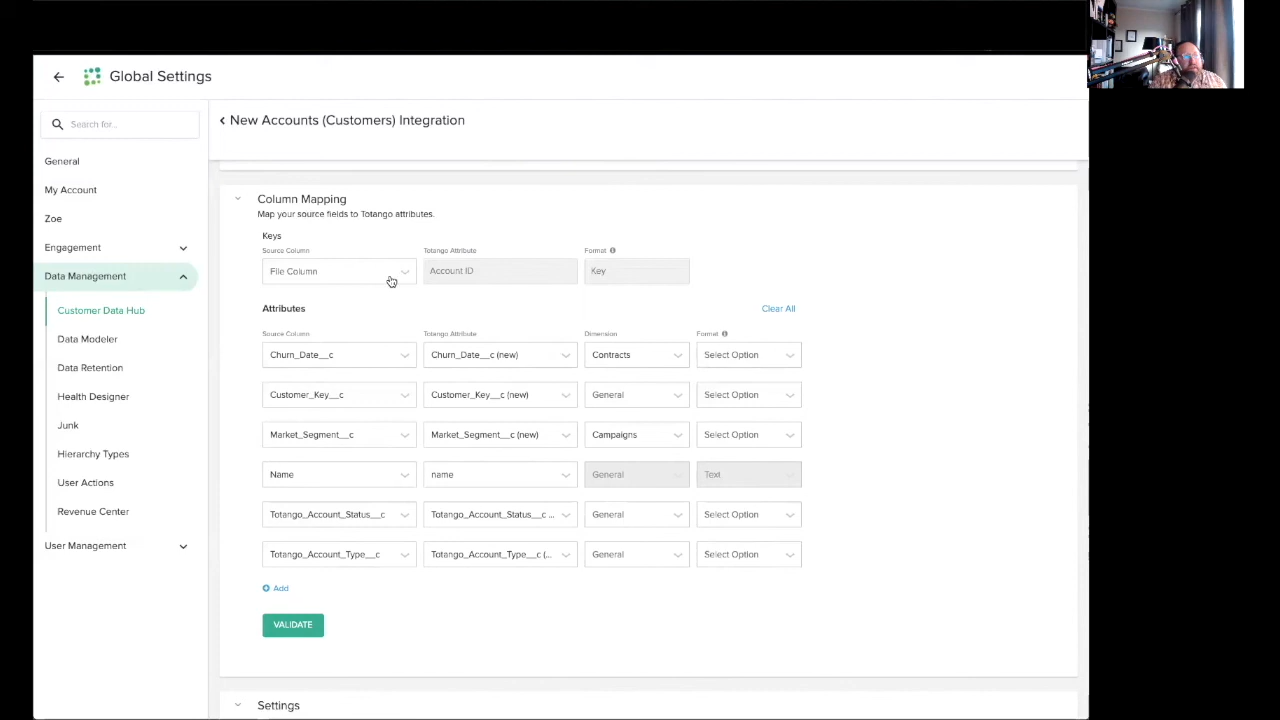 Global Settings
Search for...
General
My Account
Zoe
Engagement
Data Management
Customer Data Hub
Data Modeler
Data Retention
Health Designer
Junk
Hierarchy Types
User Actions
Revenue Center
User Management
New Accounts (Customers) Integration
Column Mapping
Map your source fields to Totango attributes.
Keys
Source Column Totango Attribute Format
File Column Account ID Key
Attributes Clear All
Source Column Totango Attribute Dimension Format
Churn_Date__c Churn_Date__c (new) Contracts Select Option
Customer_Key__c Customer_Key__c (new) General Select Option
Market_Segment__c Market_Segment__c (new) Campaigns Select Option
Name name General Text
Totango_Account_Status__c Totango_Account_Status__c ... General Select Option
Totango_Account_Type__c Totango_Account_Type__c (... General Select Option
Add
VALIDATE
Settings